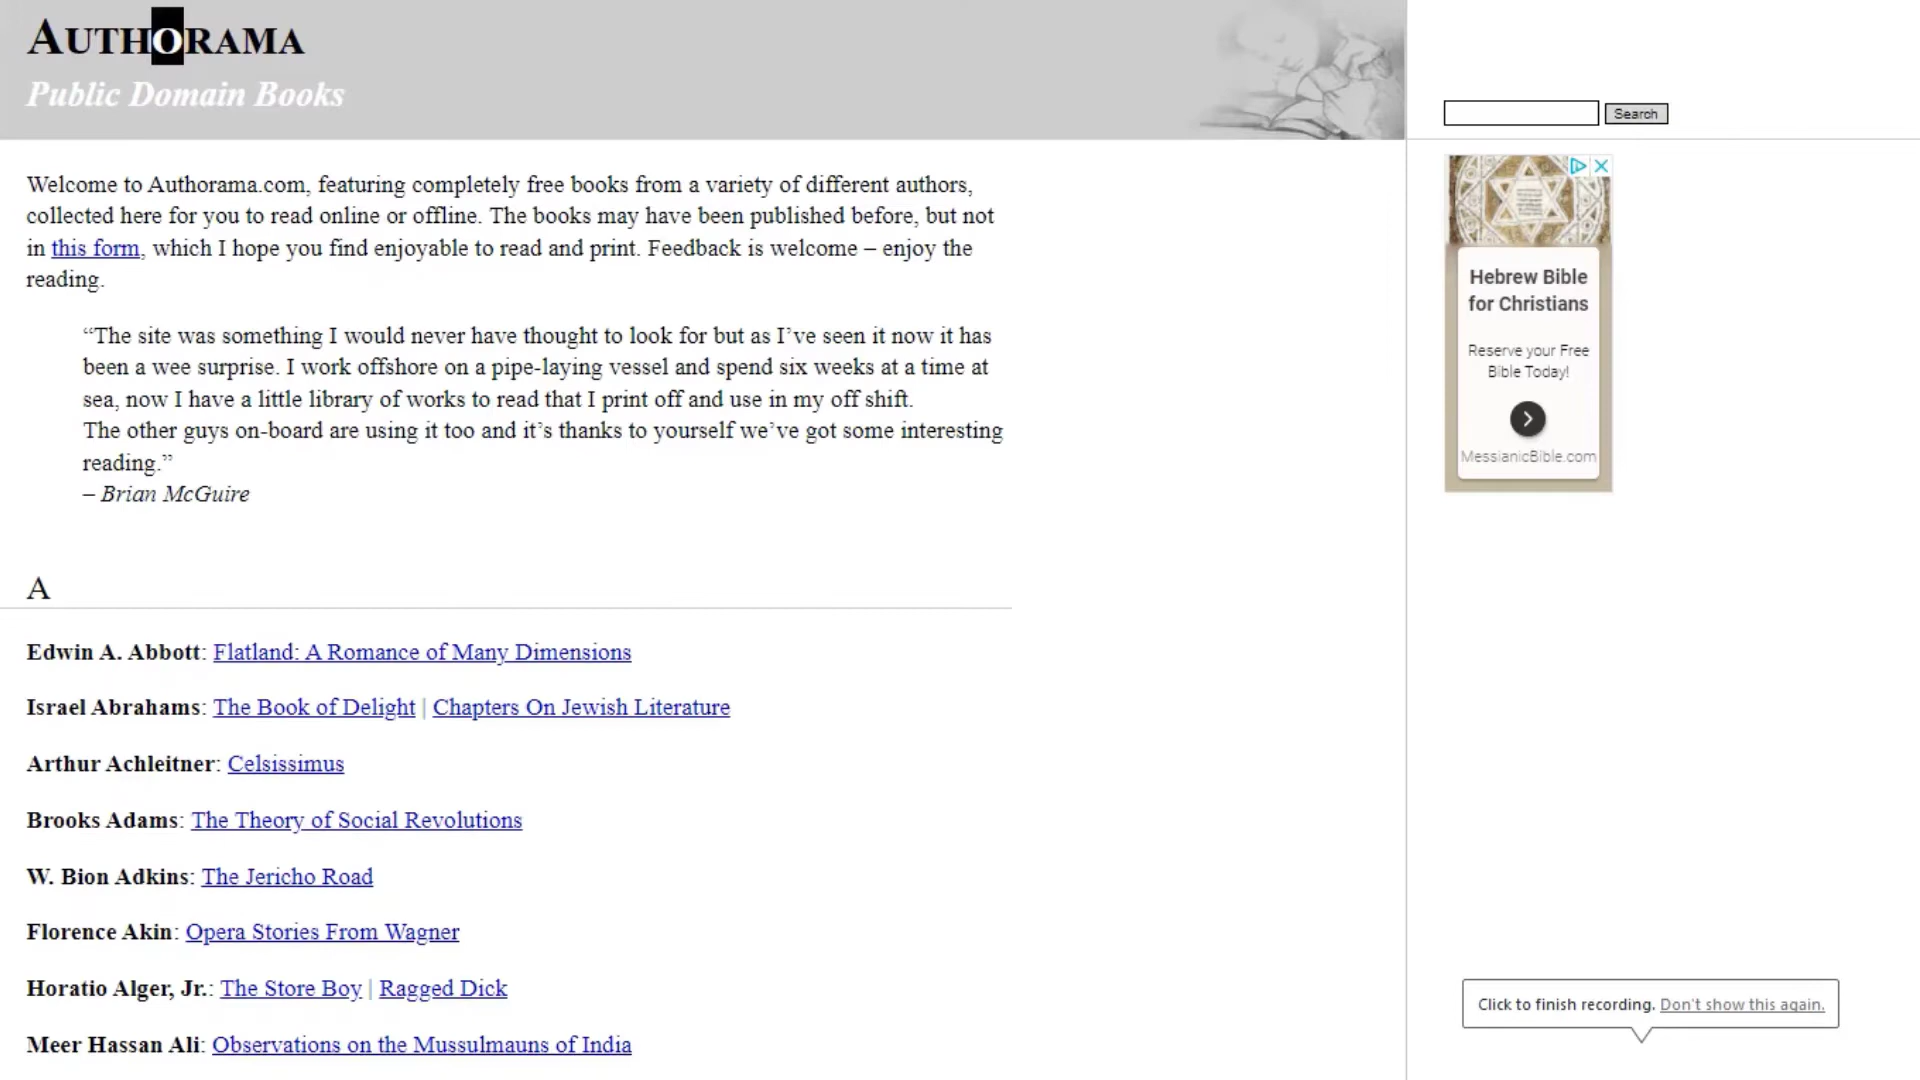 AUTHORAMA
Public Domain Books
Search
Welcome to Authorama.com, featuring completely free books from a variety of different authors,
collected here for you to read online or offline. The books may have been published before, but not
in this form, which I hope you find enjoyable to read and print. Feedback is welcome – enjoy the
reading.
“The site was something I would never have thought to look for but as I’ve seen it now it has
been a wee surprise. I work offshore on a pipe-laying vessel and spend six weeks at a time at
sea, now I have a little library of works to read that I print off and use in my off shift.
The other guys on-board are using it too and it’s thanks to yourself we’ve got some interesting
reading.”
– Brian McGuire
A
Edwin A. Abbott: Flatland: A Romance of Many Dimensions
Israel Abrahams: The Book of Delight | Chapters On Jewish Literature
Arthur Achleitner: Celsissimus
Brooks Adams: The Theory of Social Revolutions
W. Bion Adkins: The Jericho Road
Florence Akin: Opera Stories From Wagner
Horatio Alger, Jr.: The Store Boy | Ragged Dick
Meer Hassan Ali: Observations on the Mussulmauns of India
Hebrew Bible
for Christians
Reserve your Free
Bible Today!
MessianicBible.com
Click to finish recording. Don't show this again.